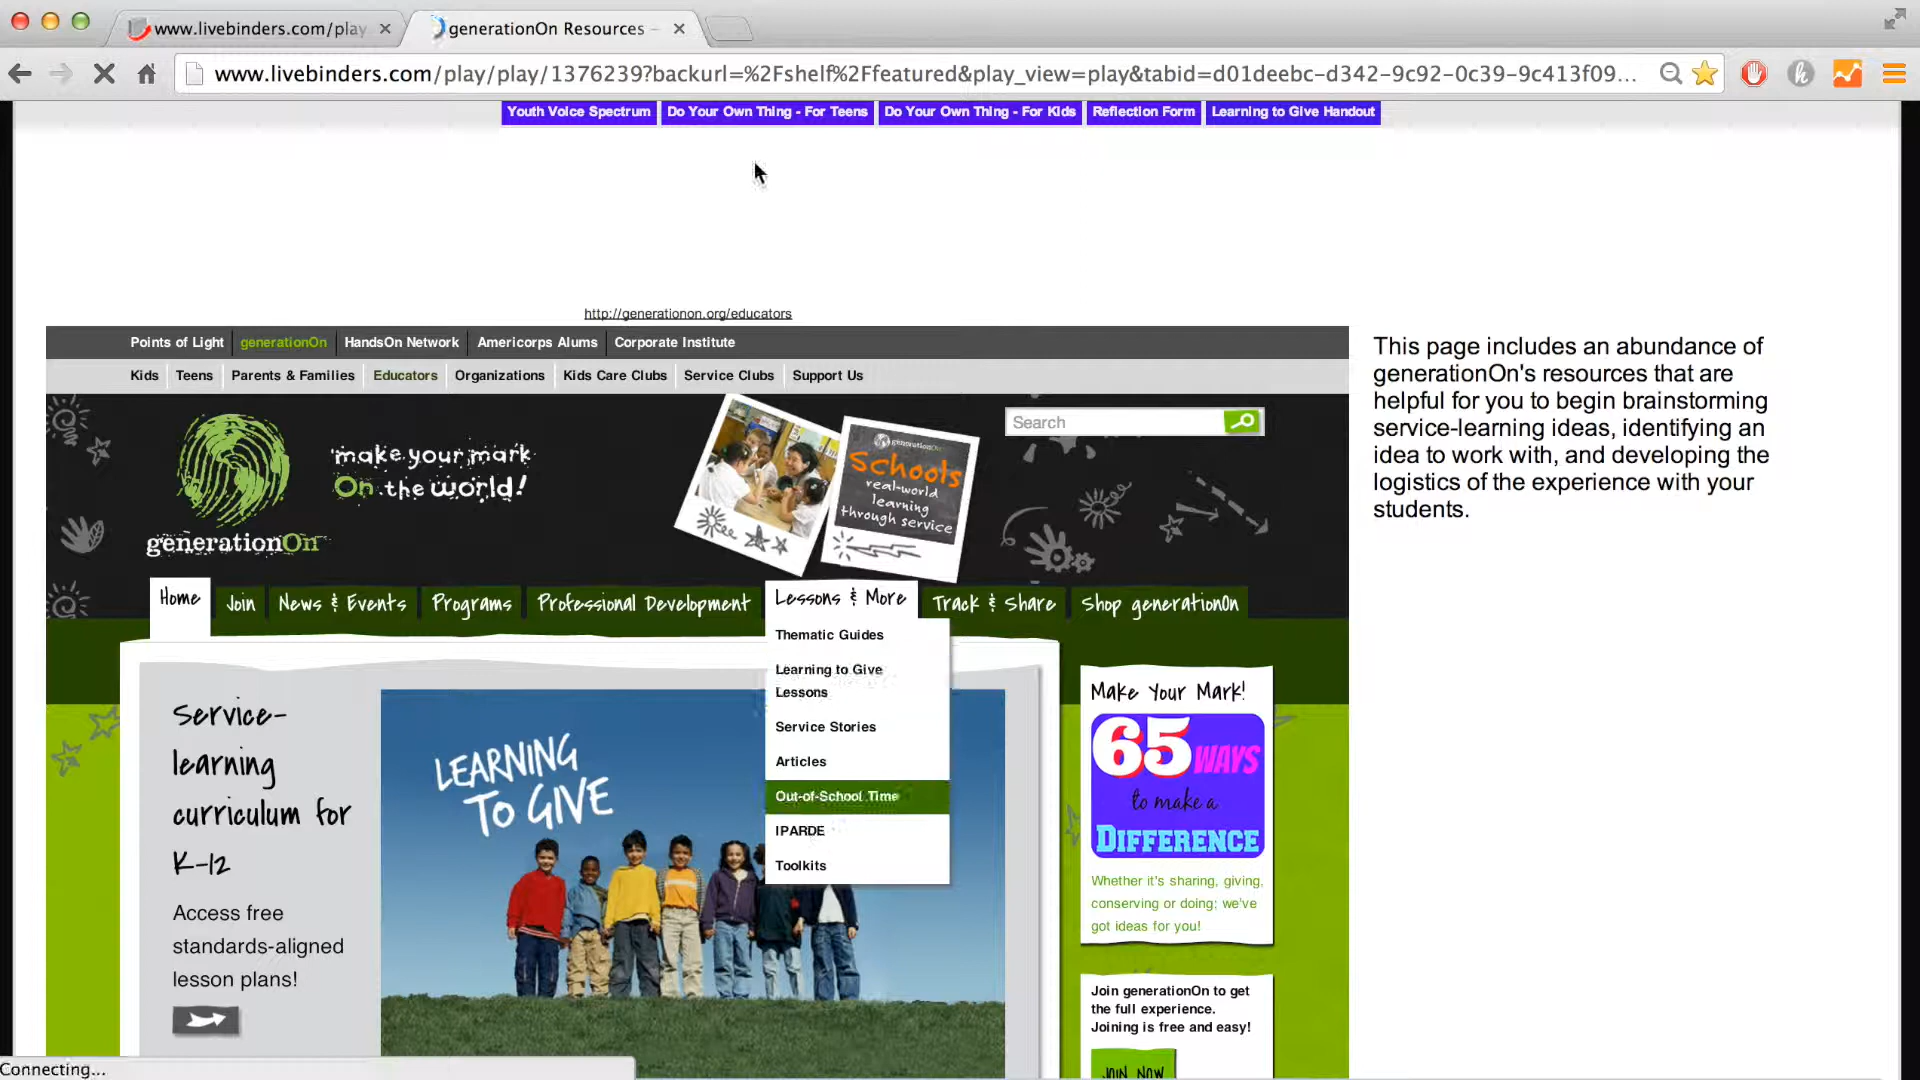 www.livebinders.com/play
generationOn Resources –
www.livebinders.com/play/play/1376239?backurl=%2Fshelf%2Ffeatured&play_view=play&tabid=d01deebc-d342-9c92-0c39-9c413f09...
Youth Voice Spectrum
Do Your Own Thing - For Teens
Do Your Own Thing - For Kids
Reflection Form
Learning to Give Handout
http://generationon.org/educators
Points of Light
generationOn
HandsOn Network
Americorps Alums
Corporate Institute
Kids
Teens
Parents & Families
Educators
Organizations
Kids Care Clubs
Service Clubs
Support Us
This page includes an abundance of
generationOn's resources that are
helpful for you to begin brainstorming
service-learning ideas, identifying an
idea to work with, and developing the
logistics of the experience with your
students.
generationOn
make your mark
On the world!
generationOn
Schools
real-world
learning
through service
Search
Home
Join
News & Events
Programs
Professional Development
Lessons & More
Track & Share
Shop generationOn
Thematic Guides
Learning to Give
Lessons
Service Stories
Articles
Out-of-School Time
IPARDE
Toolkits
Service-
learning
curriculum for
K-12
Access free
standards-aligned
lesson plans!
LEARNING
TO GIVE
Make Your Mark!
65 WAYS
to make a
DIFFERENCE
Whether it's sharing, giving,
conserving or doing; we've
got ideas for you!
Join generationOn to get
the full experience.
Joining is free and easy!
JOIN NOW
Connecting...